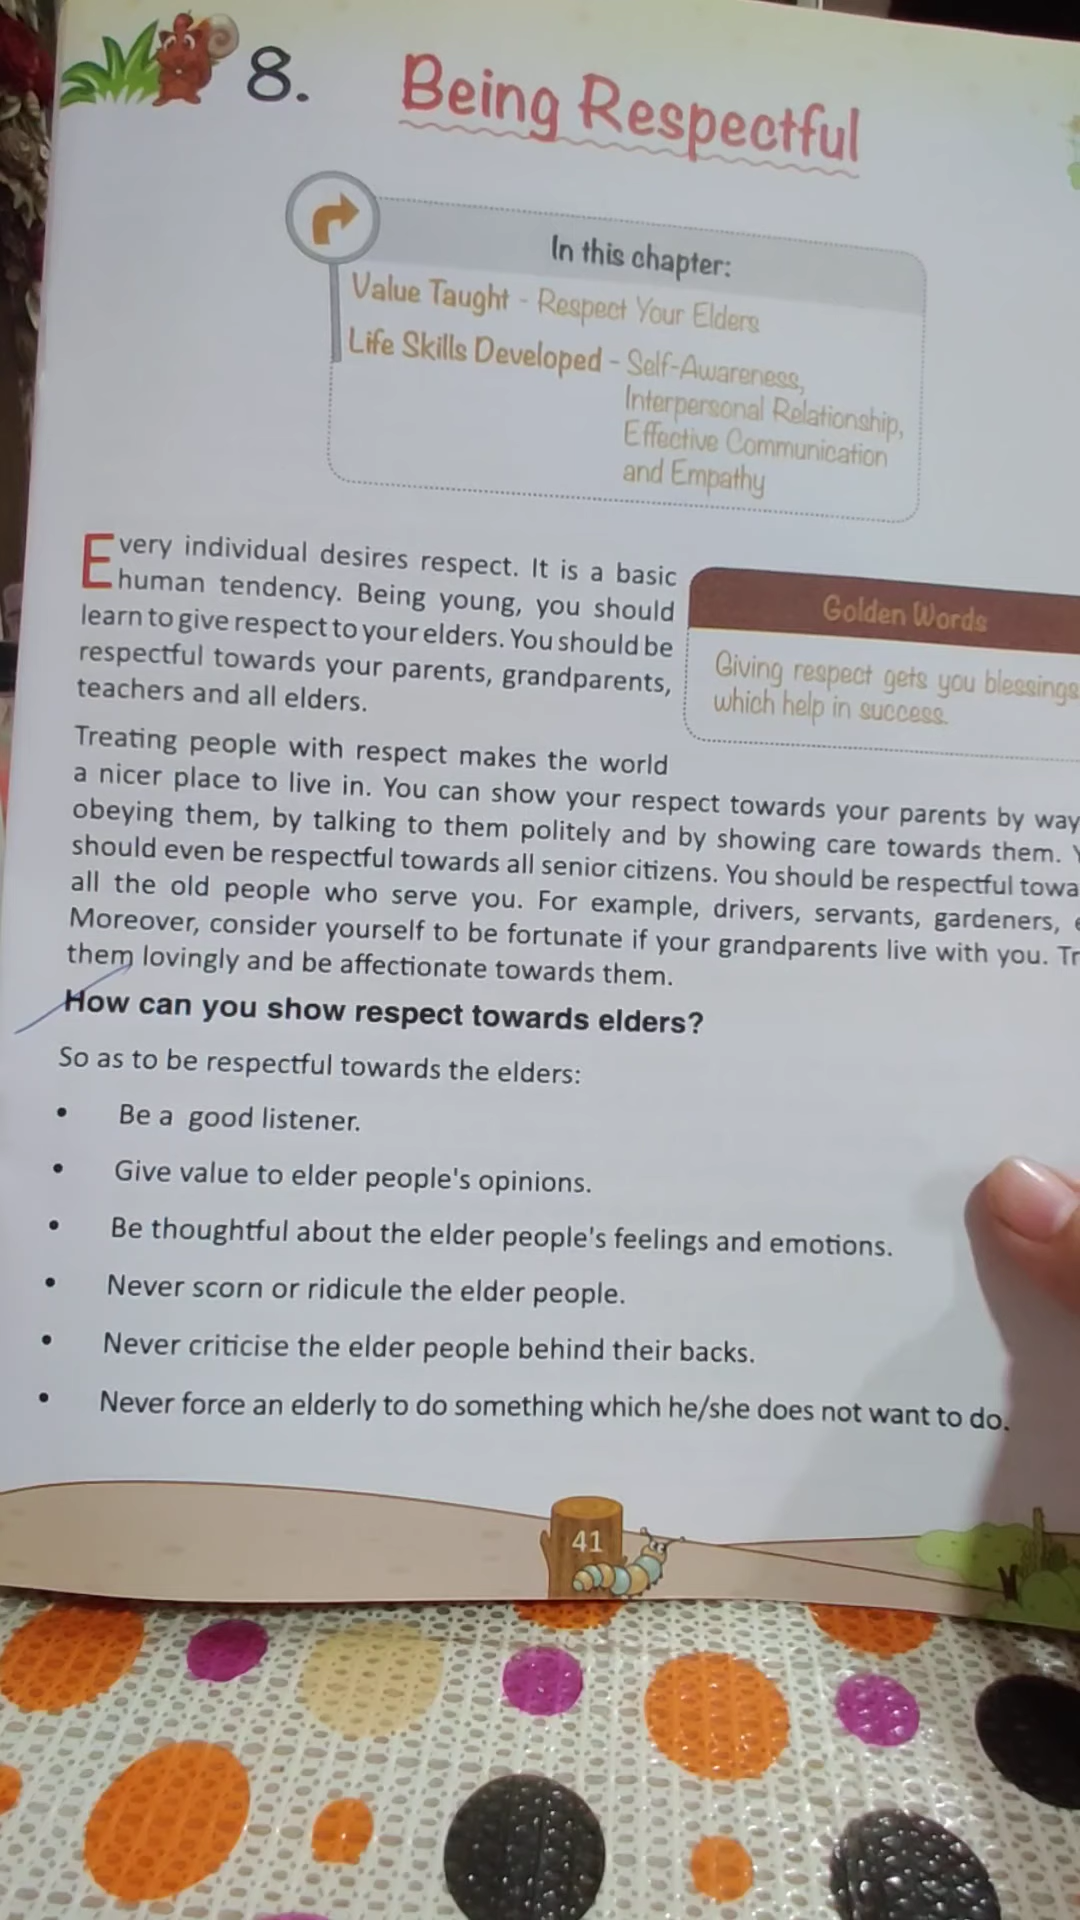 8. Being Respectful
In this chapter:
Value Taught - Respect Your Elders
Life Skills Developed - Self-Awareness,
Interpersonal Relationship,
Effective Communication
and Empathy
Every individual desires respect. It is a basic
human tendency. Being young, you should
learn to give respect to your elders. You should be
respectful towards your parents, grandparents,
teachers and all elders.
Golden Words
Giving respect gets you blessings
which help in success.
Treating people with respect makes the world
a nicer place to live in. You can show your respect towards your parents by way
obeying them, by talking to them politely and by showing care towards them.
should even be respectful towards all senior citizens. You should be respectful towa
all the old people who serve you. For example, drivers, servants, gardeners,
Moreover, consider yourself to be fortunate if your grandparents live with you. Tr
them lovingly and be affectionate towards them.
How can you show respect towards elders?
So as to be respectful towards the elders:
• Be a good listener.
• Give value to elder people's opinions.
• Be thoughtful about the elder people's feelings and emotions.
• Never scorn or ridicule the elder people.
• Never criticise the elder people behind their backs.
• Never force an elderly to do something which he/she does not want to do.
41